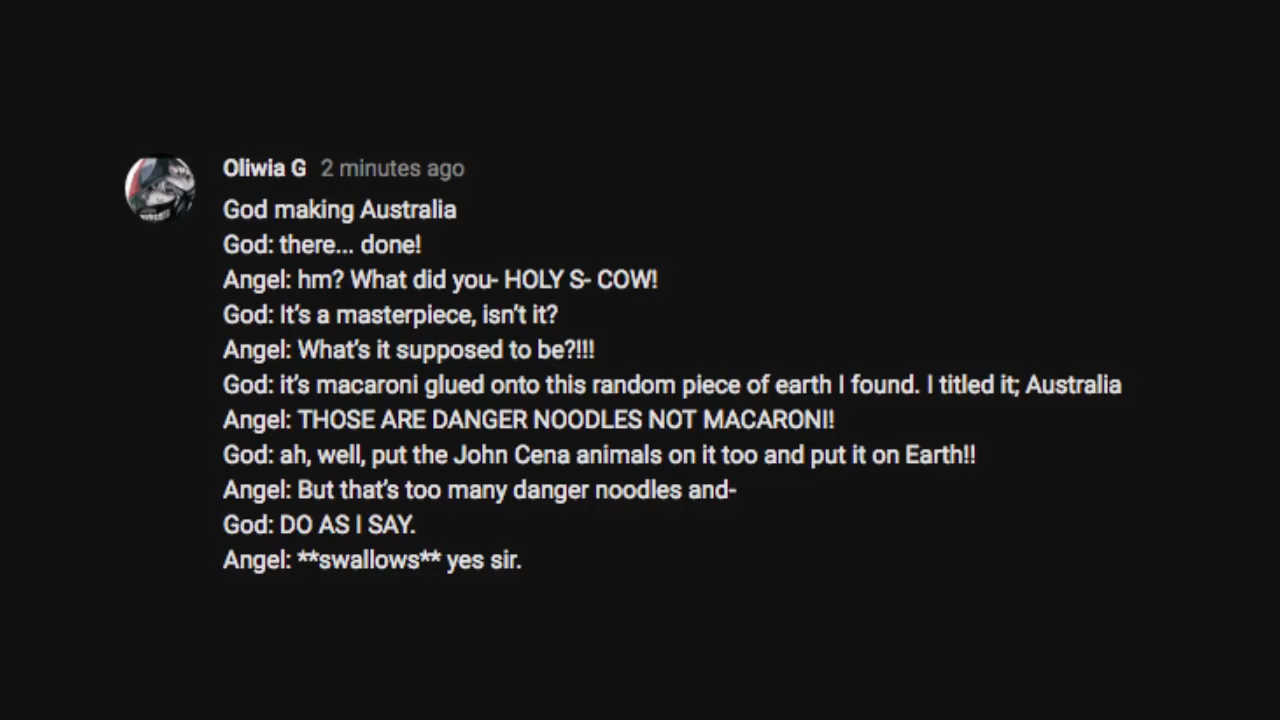 Oliwia G 2 minutes ago
God making Australia
God: there... done!
Angel: hm? What did you- HOLY S- COW!
God: It’s a masterpiece, isn’t it?
Angel: What’s it supposed to be?!!!
God: it’s macaroni glued onto this random piece of earth I found. I titled it; Australia
Angel: THOSE ARE DANGER NOODLES NOT MACARONI!
God: ah, well, put the John Cena animals on it too and put it on Earth!!
Angel: But that’s too many danger noodles and-
God: DO AS I SAY.
Angel: **swallows** yes sir.